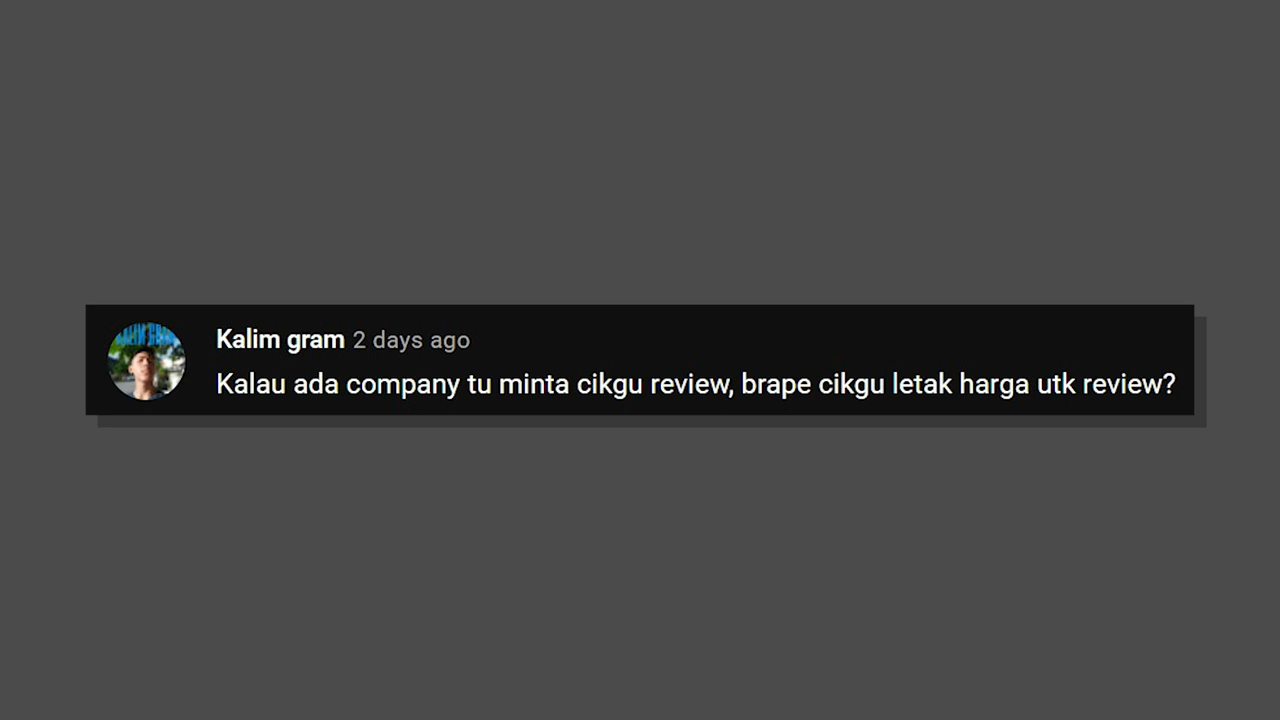 Kalim gram 2 days ago
Kalau ada company tu minta cikgu review, brape cikgu letak harga utk review?